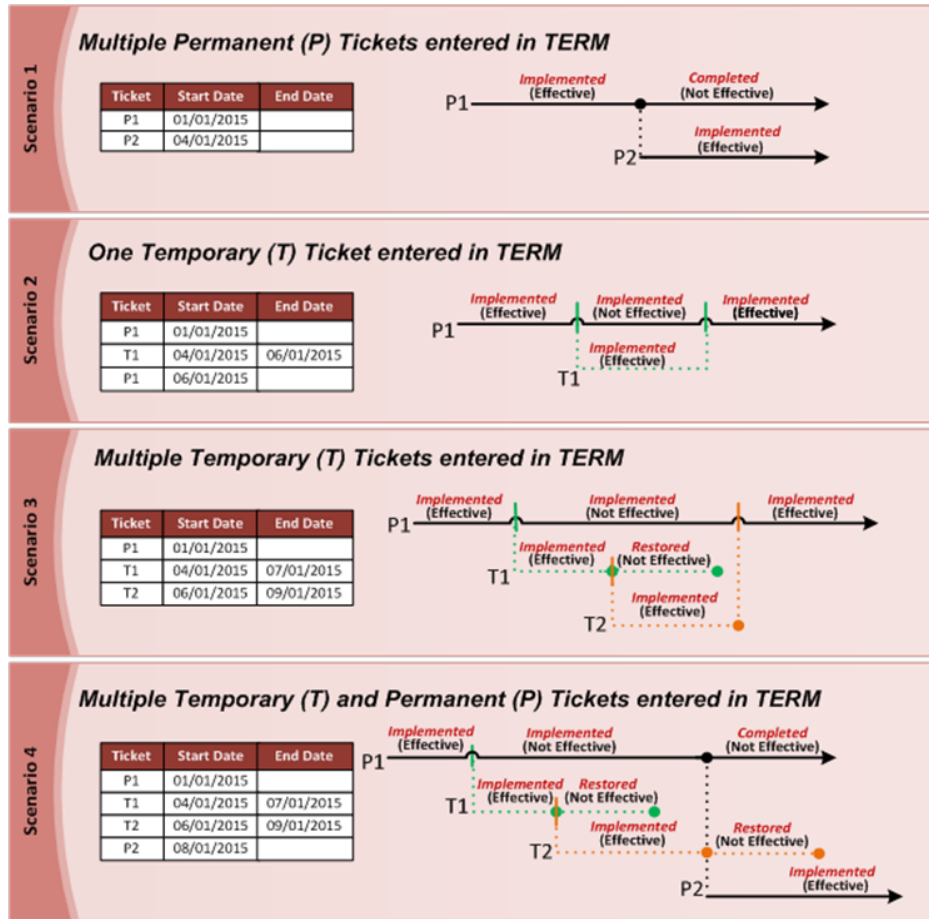 Scenario 1
Multiple Permanent (P) Tickets entered in TERM
Ticket Start Date End Date
P1 01/01/2015
P2 04/01/2015
Implemented Completed
(Effective) (Not Effective)
P1
Implemented
(Effective)
P2
Scenario 2
One Temporary (T) Ticket entered in TERM
Ticket Start Date End Date
P1 01/01/2015
T1 04/01/2015 06/01/2015
P1 06/01/2015
Implemented Implemented Implemented
(Effective) (Not Effective) (Effective)
P1
Implemented
(Effective)
T1
Scenario 3
Multiple Temporary (T) Tickets entered in TERM
Ticket Start Date End Date
P1 01/01/2015
T1 04/01/2015 07/01/2015
T2 06/01/2015 09/01/2015
Implemented Implemented Implemented
(Effective) (Not Effective) (Effective)
P1
Implemented Restored
(Effective) (Not Effective)
T1
Implemented
(Effective)
T2
Scenario 4
Multiple Temporary (T) and Permanent (P) Tickets entered in TERM
Ticket Start Date End Date
P1 01/01/2015
T1 04/01/2015 07/01/2015
T2 06/01/2015 09/01/2015
P2 08/01/2015
Implemented Implemented Completed
(Effective) (Not Effective) (Not Effective)
P1
Implemented Restored
(Effective) (Not Effective)
T1
Implemented Restored
(Effective) (Not Effective)
T2
Implemented
(Effective)
P2